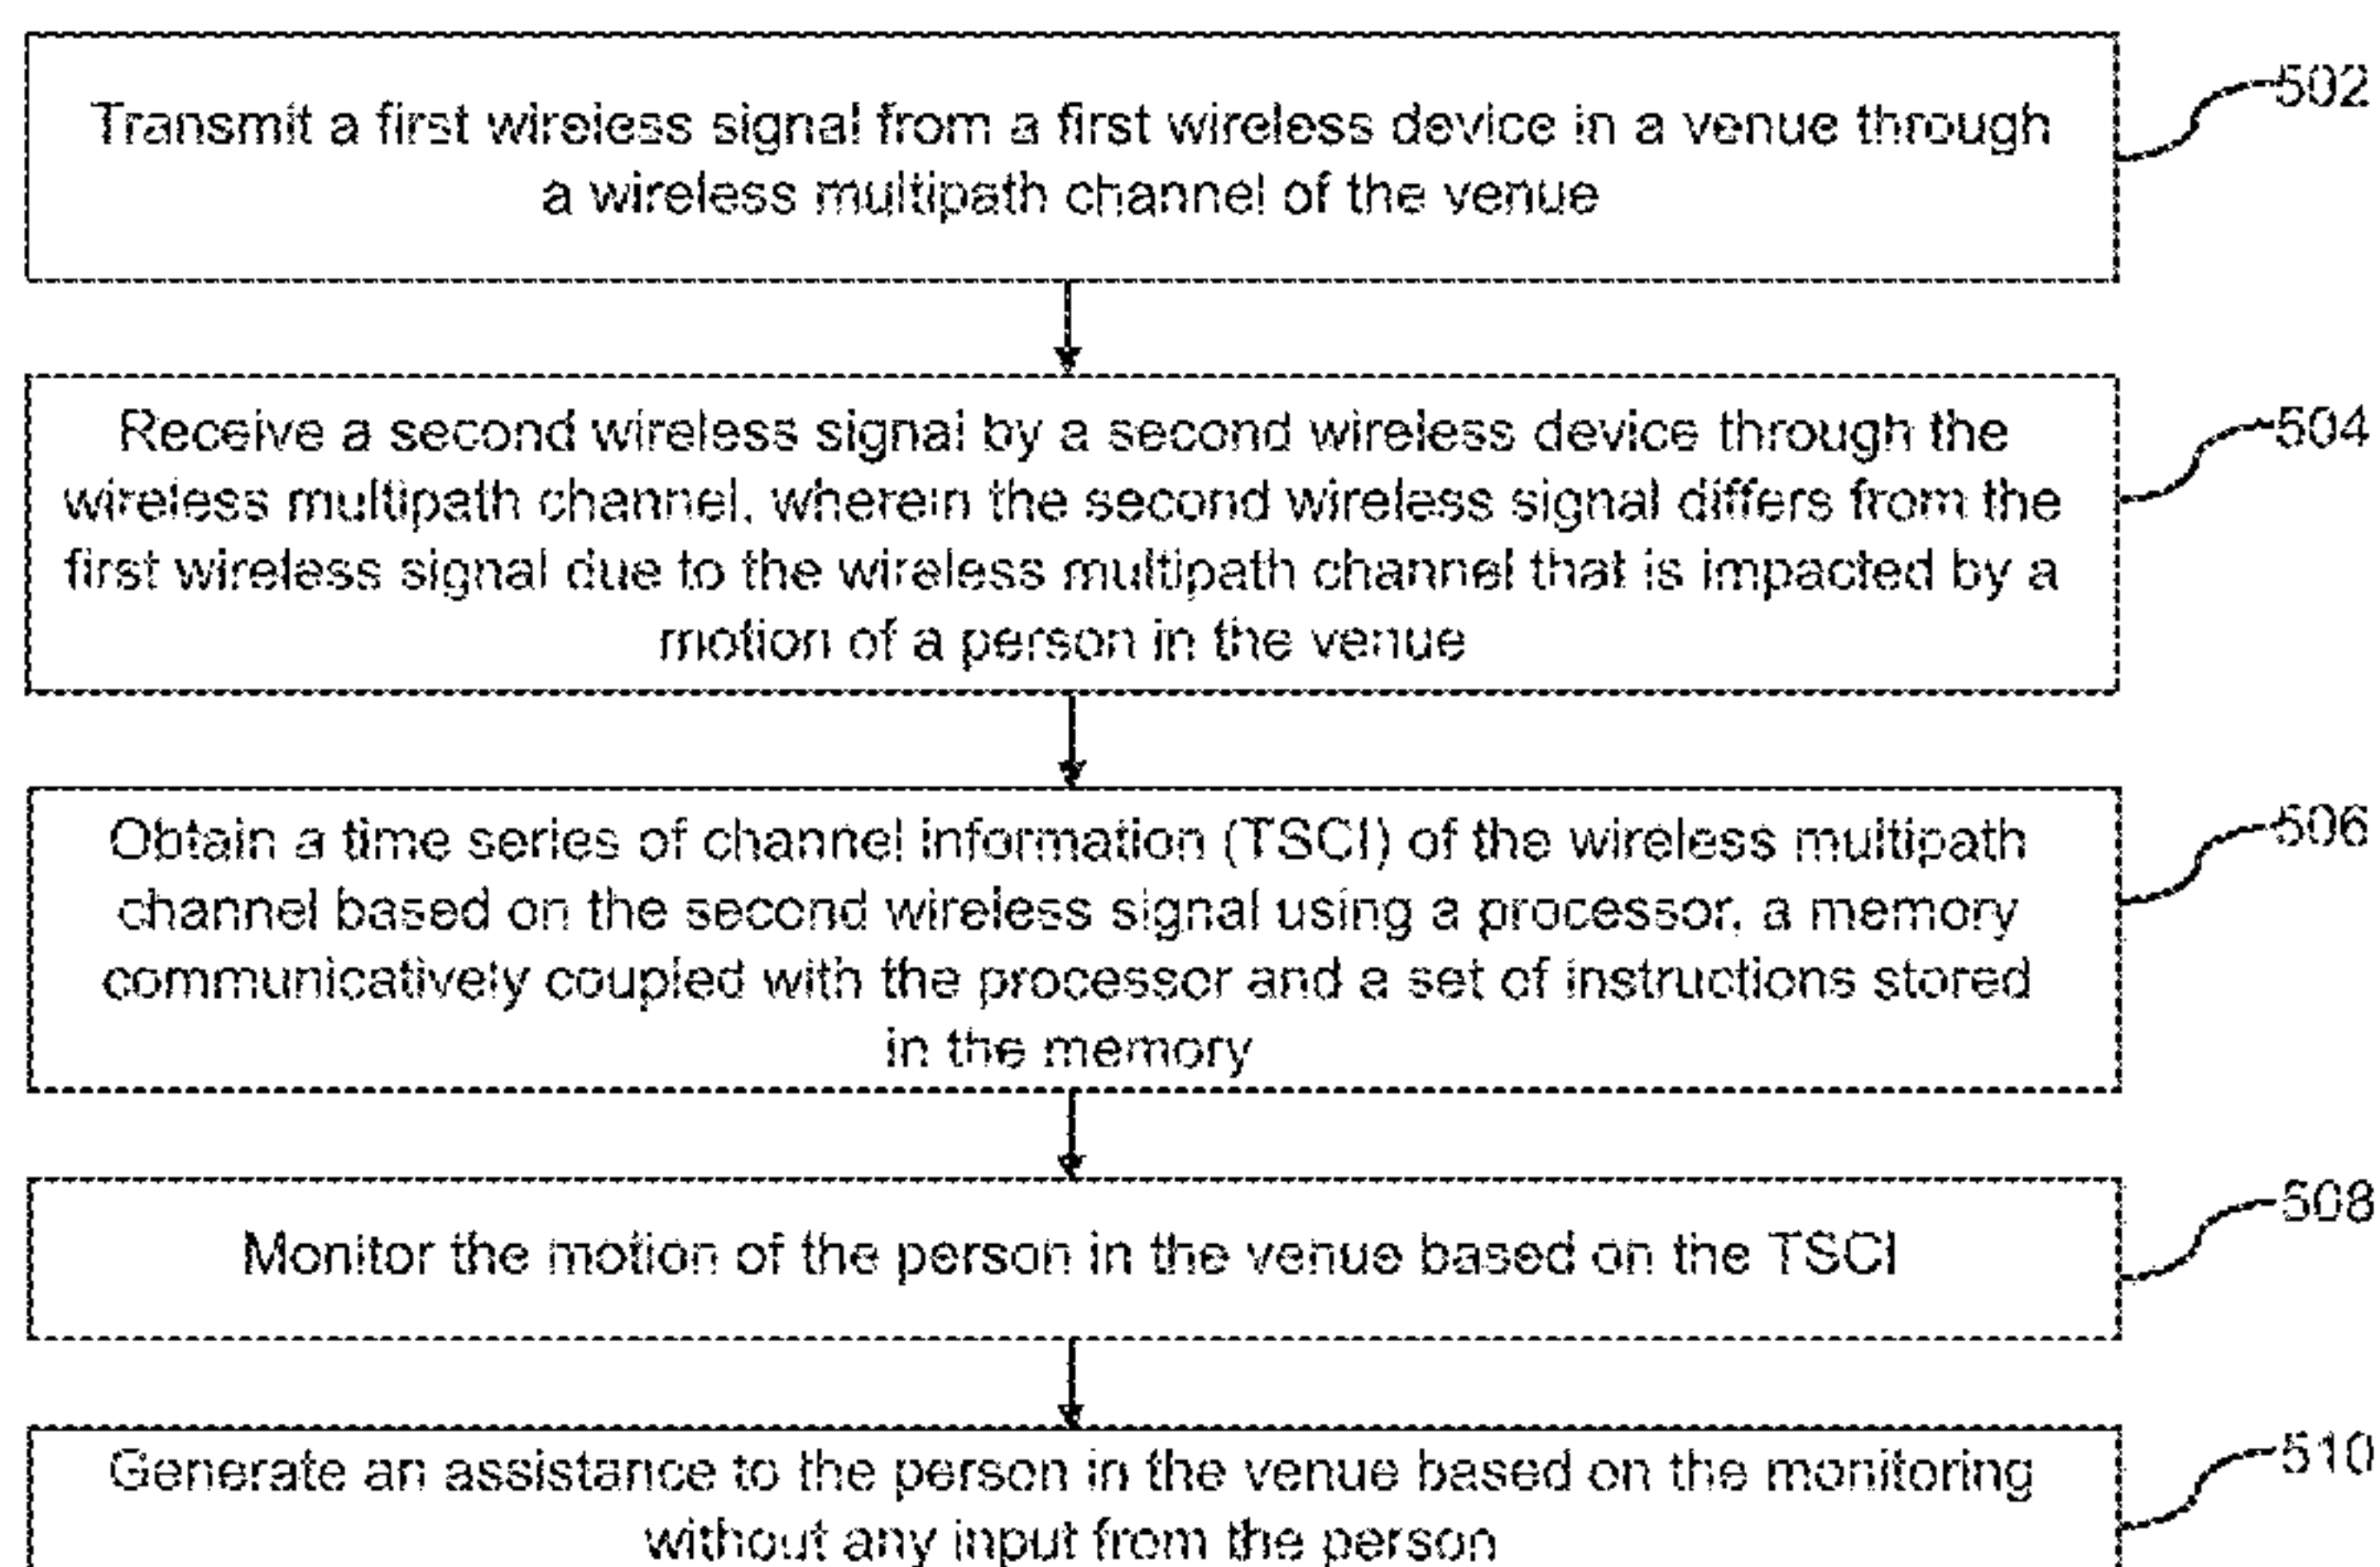 Transmit a first wireless signal from a first wireless device in a venue through
a wireless multipath channel of the venue
502
Receive a second wireless signal by a second wireless device through the
wireless multipath channel, wherein the second wireless signal differs from the
first wireless signal due to the wireless multipath channel that is impacted by a
motion of a person in the venue
504
Obtain a time series of channel information (TSCI) of the wireless multipath
channel based on the second wireless signal using a processor, a memory
communicatively coupled with the processor and a set of instructions stored
in the memory
506
Monitor the motion of the person in the venue based on the TSCI
508
Generate an assistance to the person in the venue based on the monitoring
without any input from the person
510